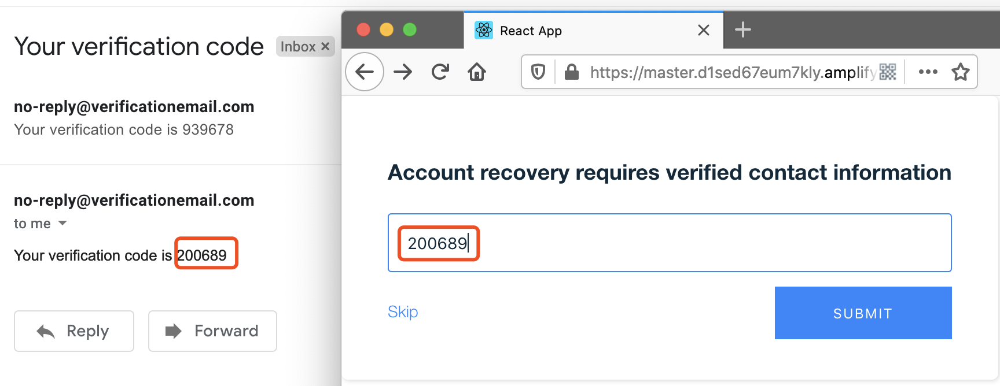 Your verification code Inbox ×
no-reply@verificationemail.com
Your verification code is 939678
no-reply@verificationemail.com
to me
Your verification code is 200689
Reply
Forward
React App
https://master.d1sed67eum7kly.amplify
Account recovery requires verified contact information
200689
Skip
SUBMIT